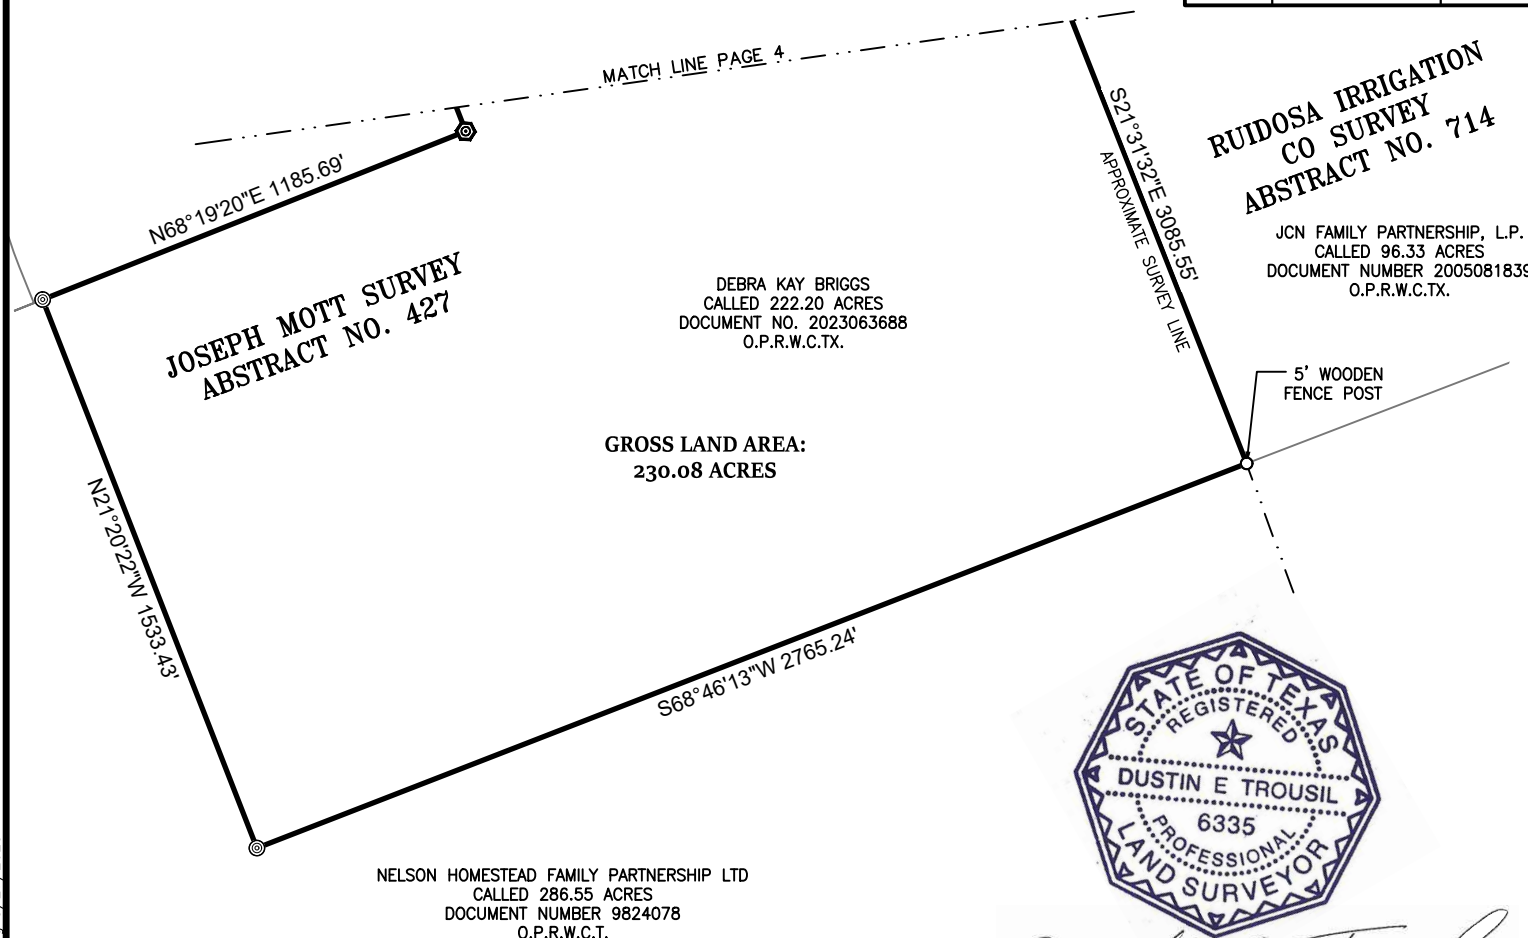 MATCH LINE PAGE 4
N68°19'20"E 1185.69'
S21°31'32"E 3085.55'
APPROXIMATE SURVEY LINE
RUIDOSA IRRIGATION
CO SURVEY
ABSTRACT NO. 714
JCN FAMILY PARTNERSHIP, L.P.
CALLED 96.33 ACRES
DOCUMENT NUMBER 2005081839
O.P.R.W.C.TX.
JOSEPH MOTT SURVEY
ABSTRACT NO. 427
DEBRA KAY BRIGGS
CALLED 222.20 ACRES
DOCUMENT NO. 2023063688
O.P.R.W.C.TX.
5' WOODEN
FENCE POST
GROSS LAND AREA:
230.08 ACRES
N21°20'22"W 1533.43'
S68°46'13"W 2765.24'
NELSON HOMESTEAD FAMILY PARTNERSHIP LTD
CALLED 286.55 ACRES
DOCUMENT NUMBER 9824078
O.P.R.W.C.T.
STATE OF TEXAS
REGISTERED
DUSTIN E TROUSIL
6335
PROFESSIONAL
LAND SURVEYOR